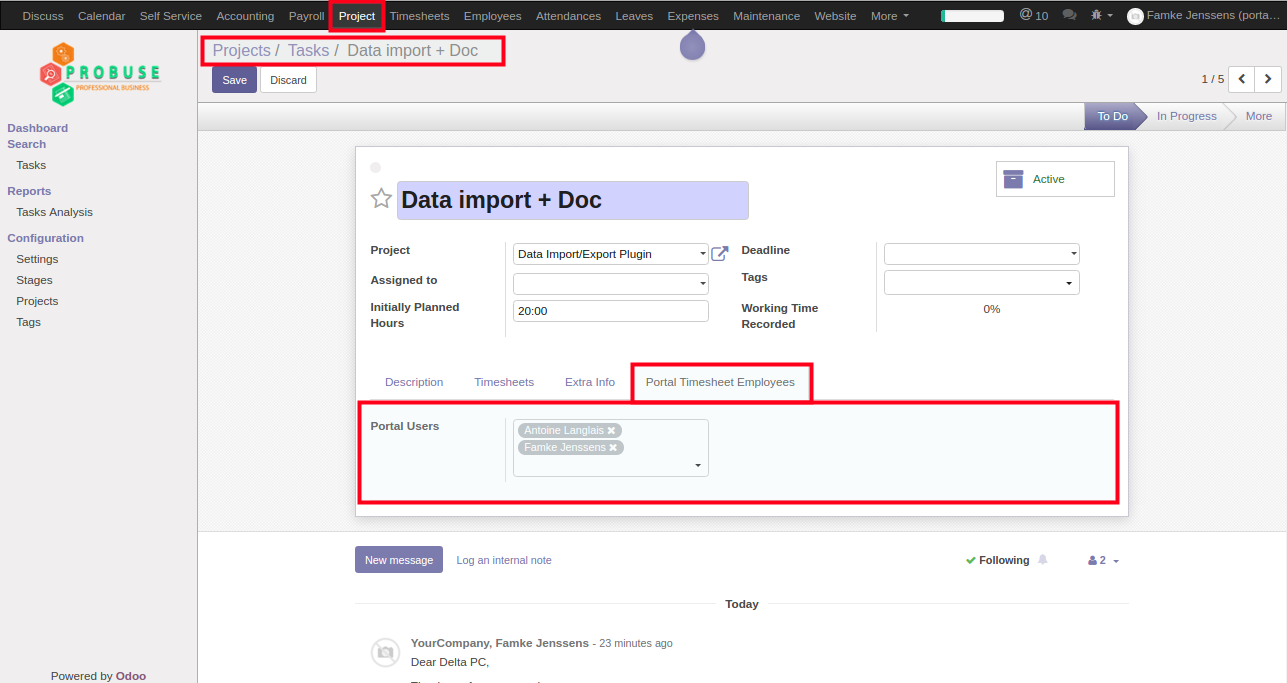 Discuss Calendar Self Service Accounting Payroll Project Timesheets Employees Attendances Leaves Expenses Maintenance Website More @ 10 Famke Jenssens (porta...
PROBUSE
PROFESSIONAL BUSINESS
Projects / Tasks / Data import + Doc
Save Discard
1 / 5
To Do In Progress More
Dashboard
Search
Tasks
Reports
Tasks Analysis
Configuration
Settings
Stages
Projects
Tags
Powered by Odoo
Active
Data import + Doc
Project Data Import/Export Plugin
Assigned to
Initially Planned
Hours
20:00
Deadline
Tags
Working Time
Recorded
0%
Description Timesheets Extra Info Portal Timesheet Employees
Portal Users
Antoine Langlais ✖
Famke Jenssens ✖
New message Log an internal note Following 2
Today
YourCompany, Famke Jenssens - 23 minutes ago
Dear Delta PC,